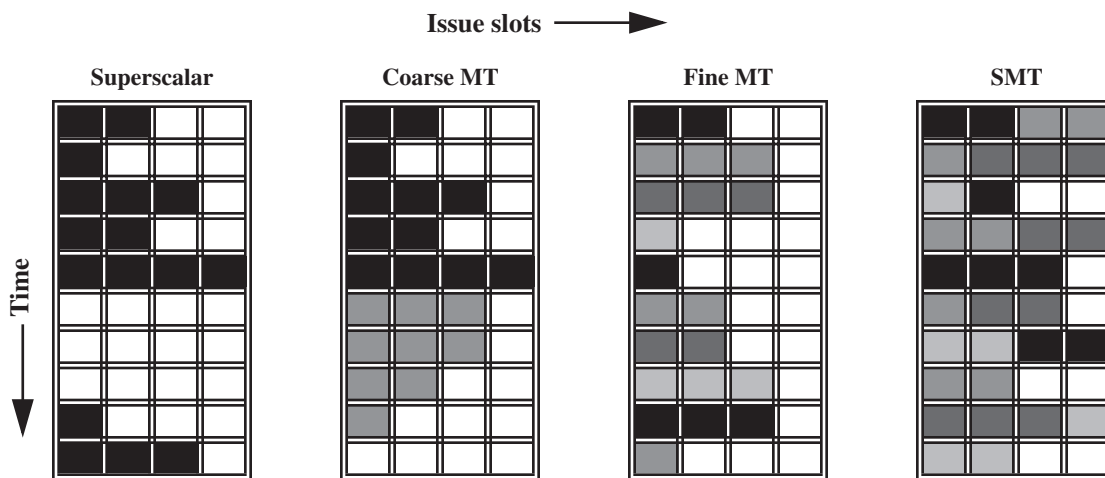 Issue slots
Superscalar
Coarse MT
Fine MT
SMT
Time